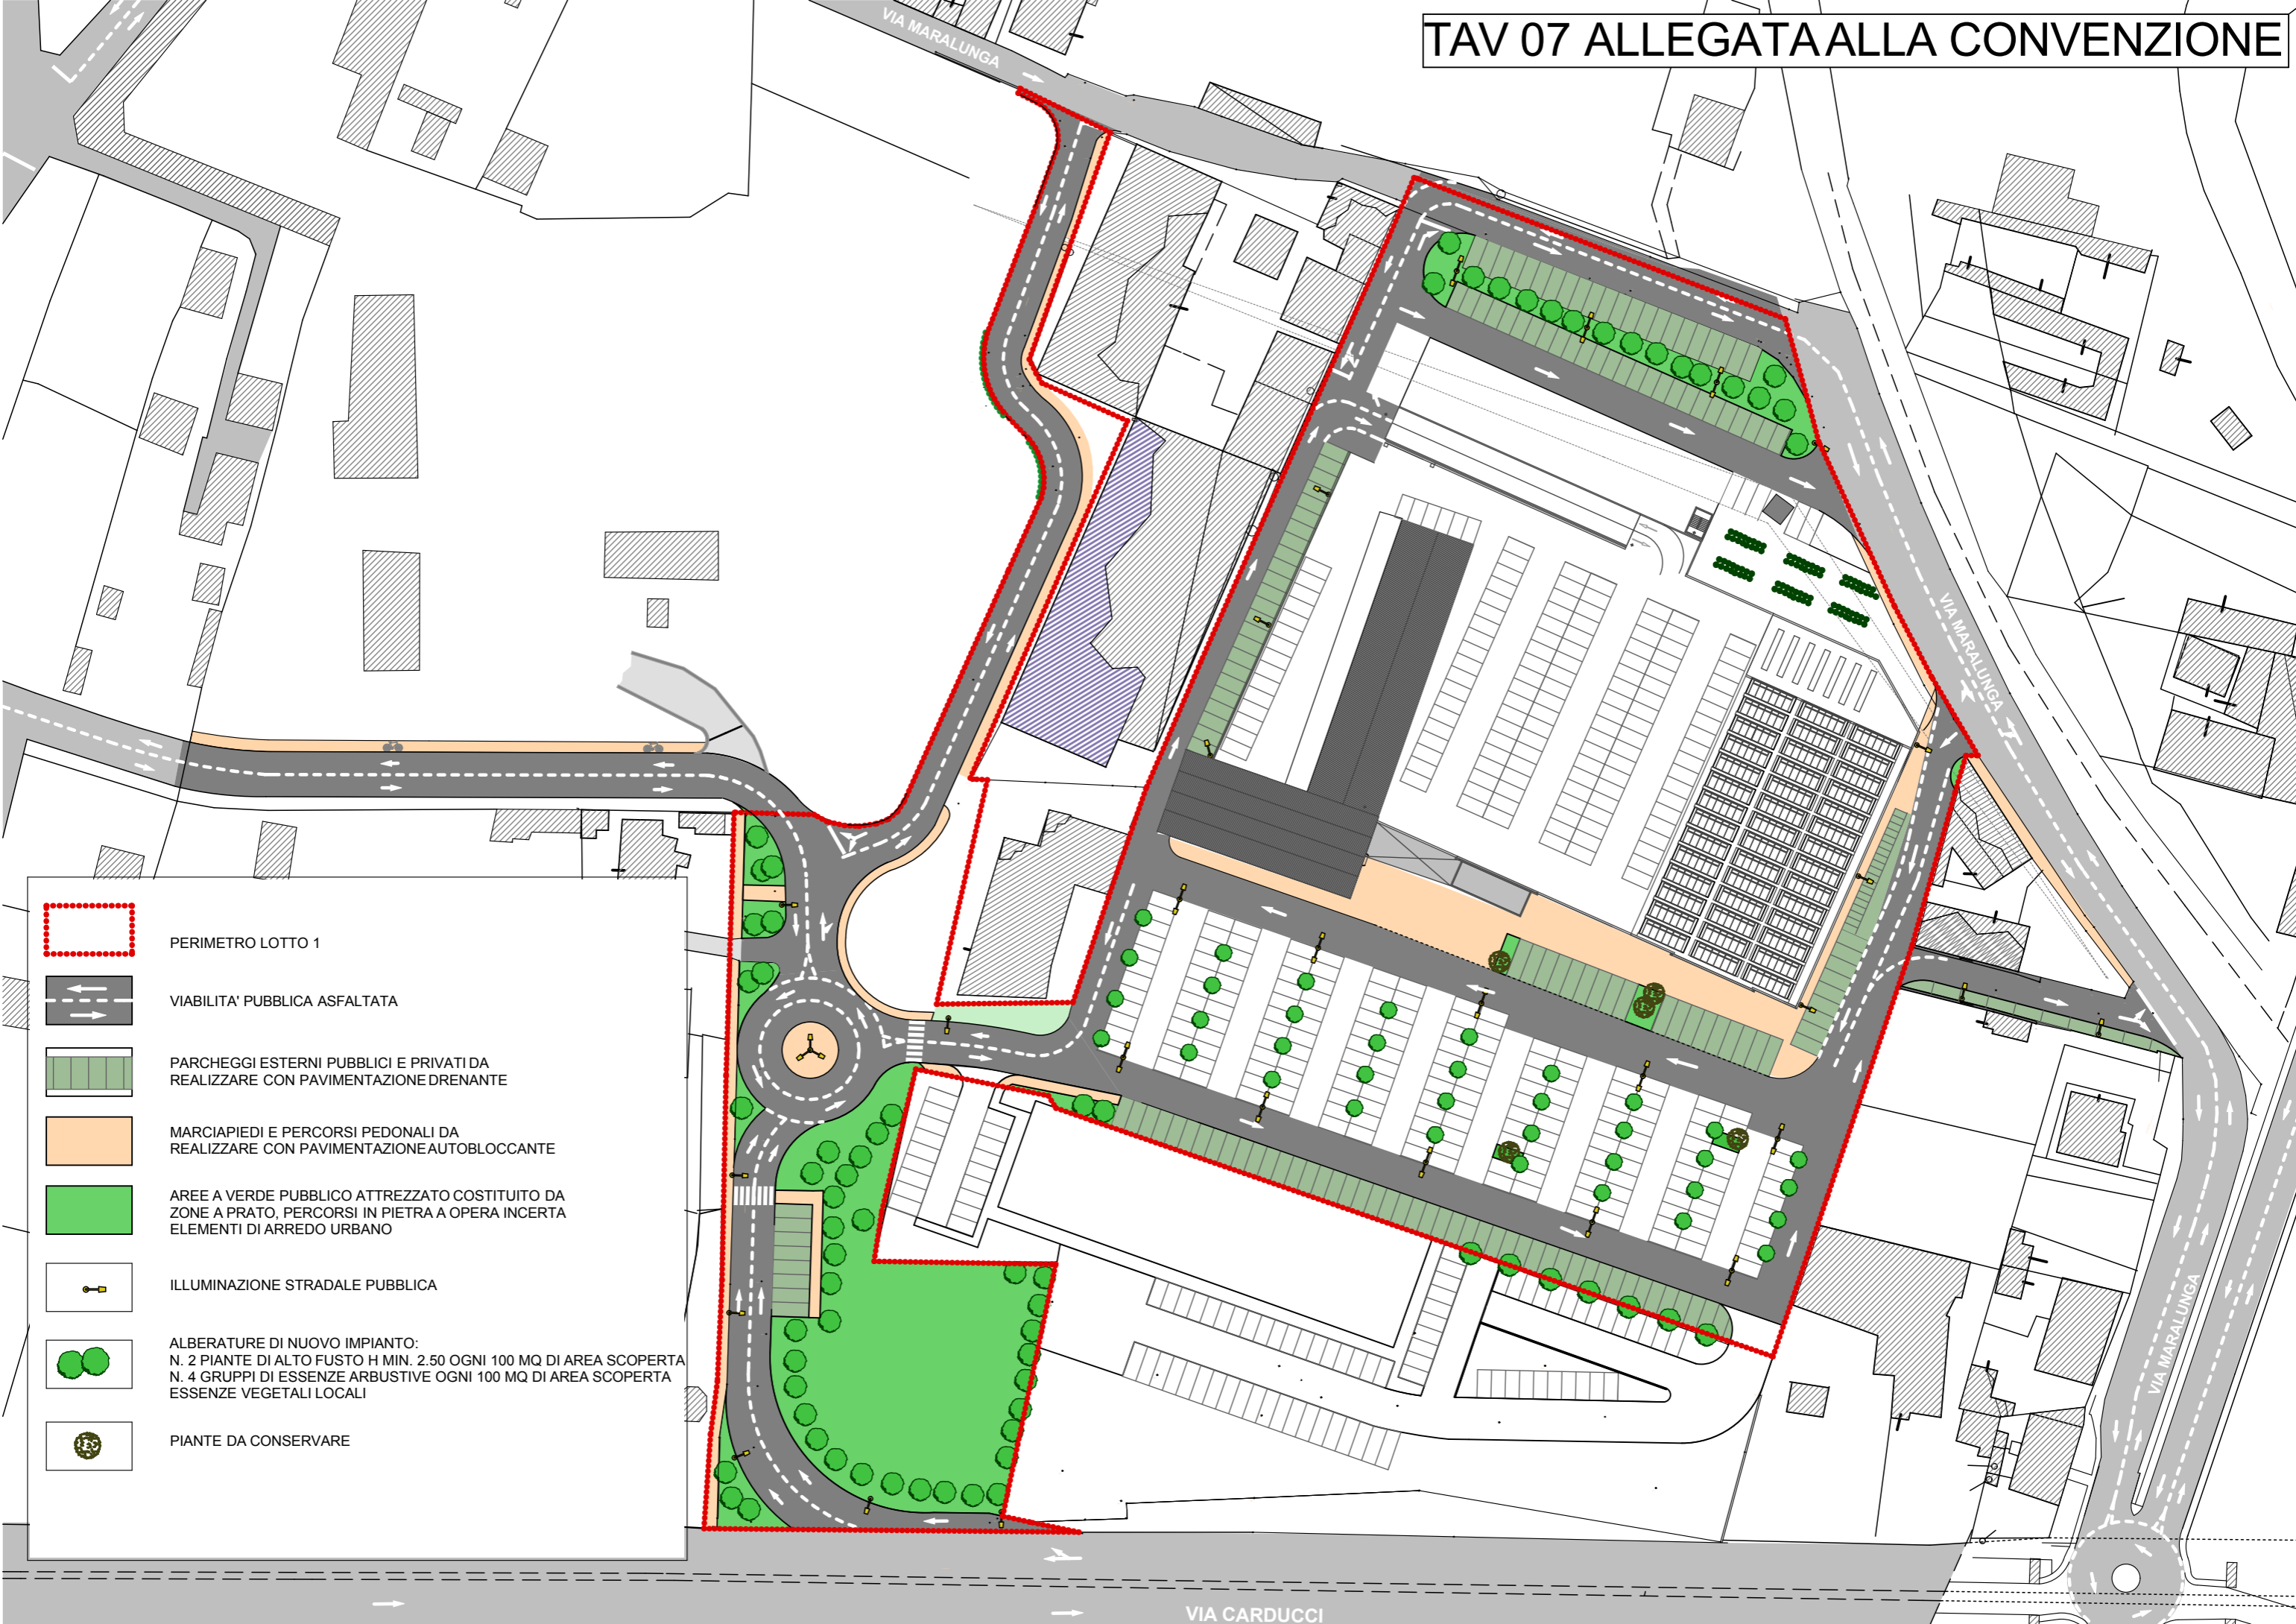 TAV 07 ALLEGATA ALLA CONVENZIONE
VIA MARALUNGA
VIA MARALUNGA
PERIMETRO LOTTO 1
VIABILITA' PUBBLICA ASFALTATA
PARCHEGGI ESTERNI PUBBLICI E PRIVATI DA
REALIZZARE CON PAVIMENTAZIONE DRENANTE
MARCIAPIEDI E PERCORSI PEDONALI DA
REALIZZARE CON PAVIMENTAZIONE AUTOBLOCCANTE
AREE A VERDE PUBBLICO ATTREZZATO COSTITUITO DA
ZONE A PRATO, PERCORSI IN PIETRA A OPERA INCERTA
ELEMENTI DI ARREDO URBANO
ILLUMINAZIONE STRADALE PUBBLICA
ALBERATURE DI NUOVO IMPIANTO:
N. 2 PIANTE DI ALTO FUSTO H MIN. 2.50 OGNI 100 MQ DI AREA SCOPERTA
N. 4 GRUPPI DI ESSENZE ARBUSTIVE OGNI 100 MQ DI AREA SCOPERTA
ESSENZE VEGETALI LOCALI
PIANTE DA CONSERVARE
VIA MARALUNGA
VIA CARDUCCI